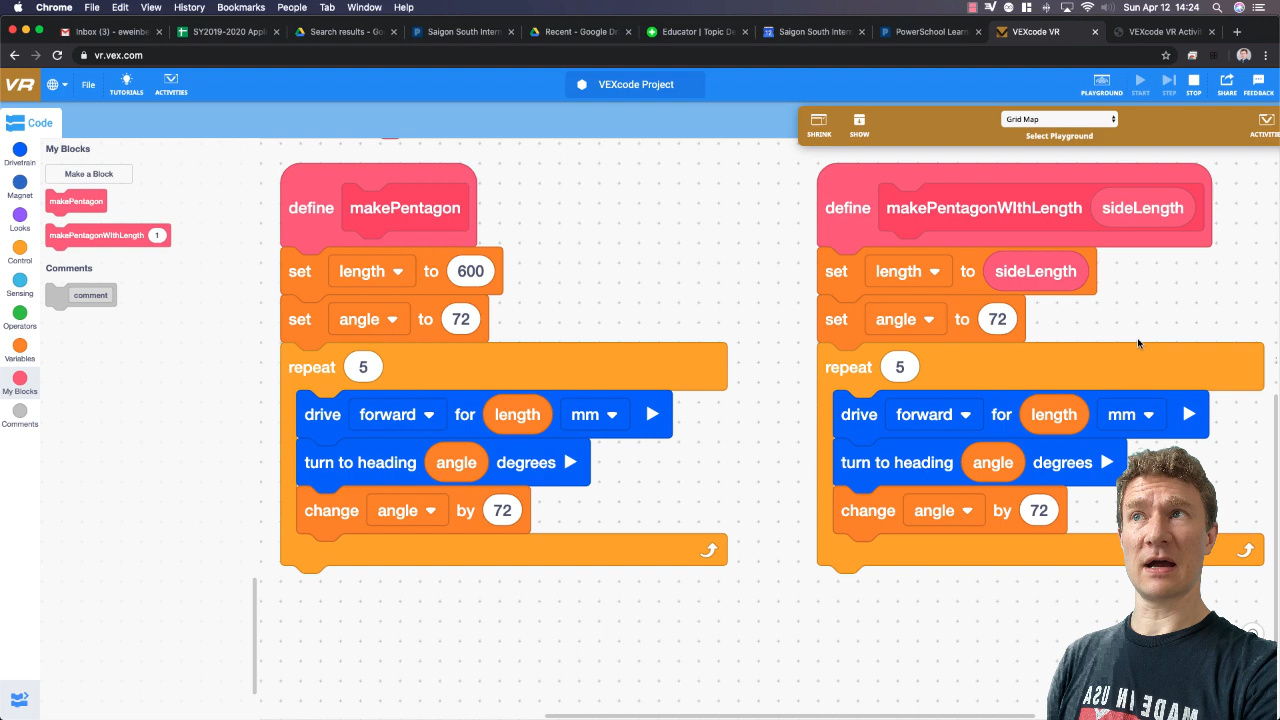 Chrome File Edit View History Bookmarks People Tab Window Help Sun Apr 12 14:24
Inbox (3) - eweinbe SY2019-2020 Appli Search results - Go Saigon South Intern Recent - Google Dr Educator | Topic De Saigon South Intern PowerSchool Learn VEXcode VR VEXcode VR Activit
vr.vex.com
VR File TUTORIALS ACTIVITIES VEXcode Project PLAYGROUND START STEP STOP SHARE FEEDBACK
Code
SHRINK SHOW Grid Map ACTIVITIE
Select Playground
Drivetrain
Magnet
Looks
Control
Sensing
Operators
Variables
My Blocks
Comments
My Blocks
Make a Block
makePentagon
makePentagonWIthLength 1
Comments
comment
define makePentagon
set length to 600
set angle to 72
repeat 5
drive forward for length mm
turn to heading angle degrees
change angle by 72
define makePentagonWIthLength sideLength
set length to sideLength
set angle to 72
repeat 5
drive forward for length mm
turn to heading angle degrees
change angle by 72
MADE IN USA